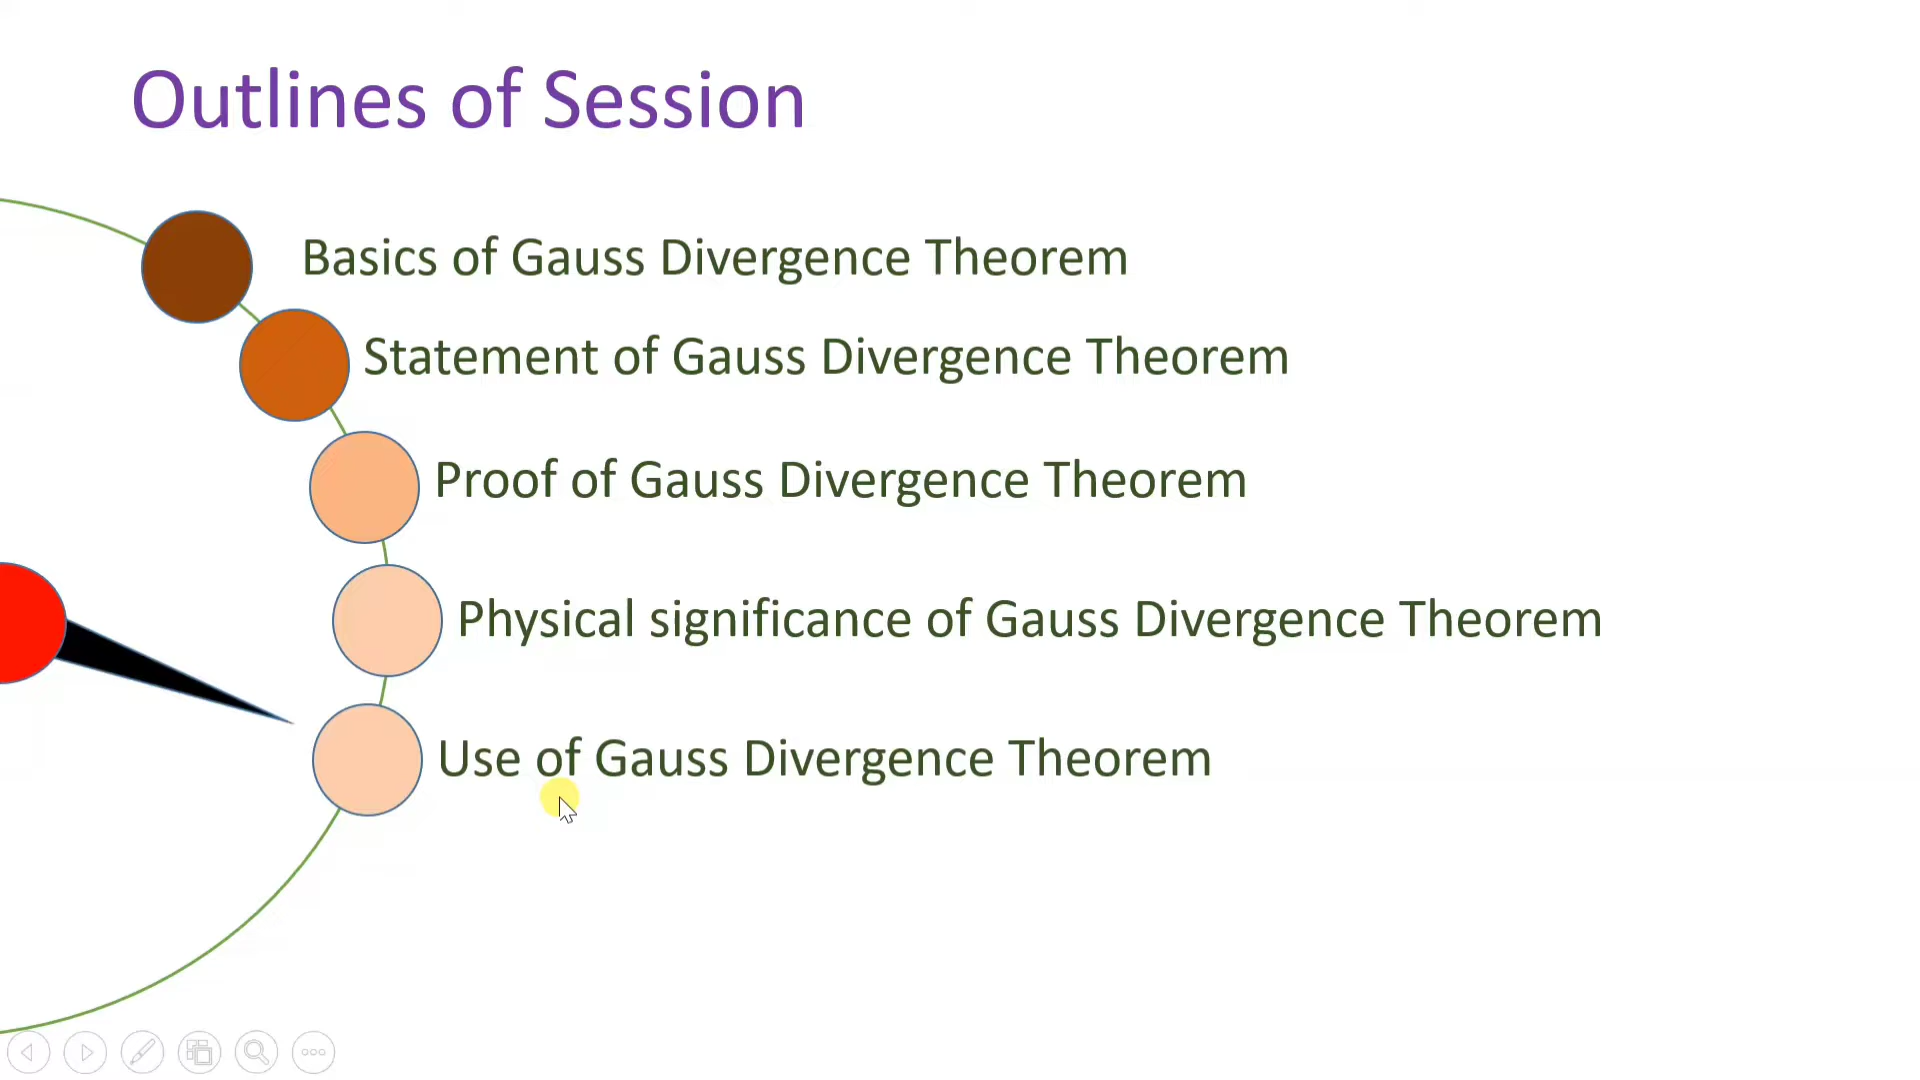 Outlines of Session
Basics of Gauss Divergence Theorem
Statement of Gauss Divergence Theorem
Proof of Gauss Divergence Theorem
Physical significance of Gauss Divergence Theorem
Use of Gauss Divergence Theorem